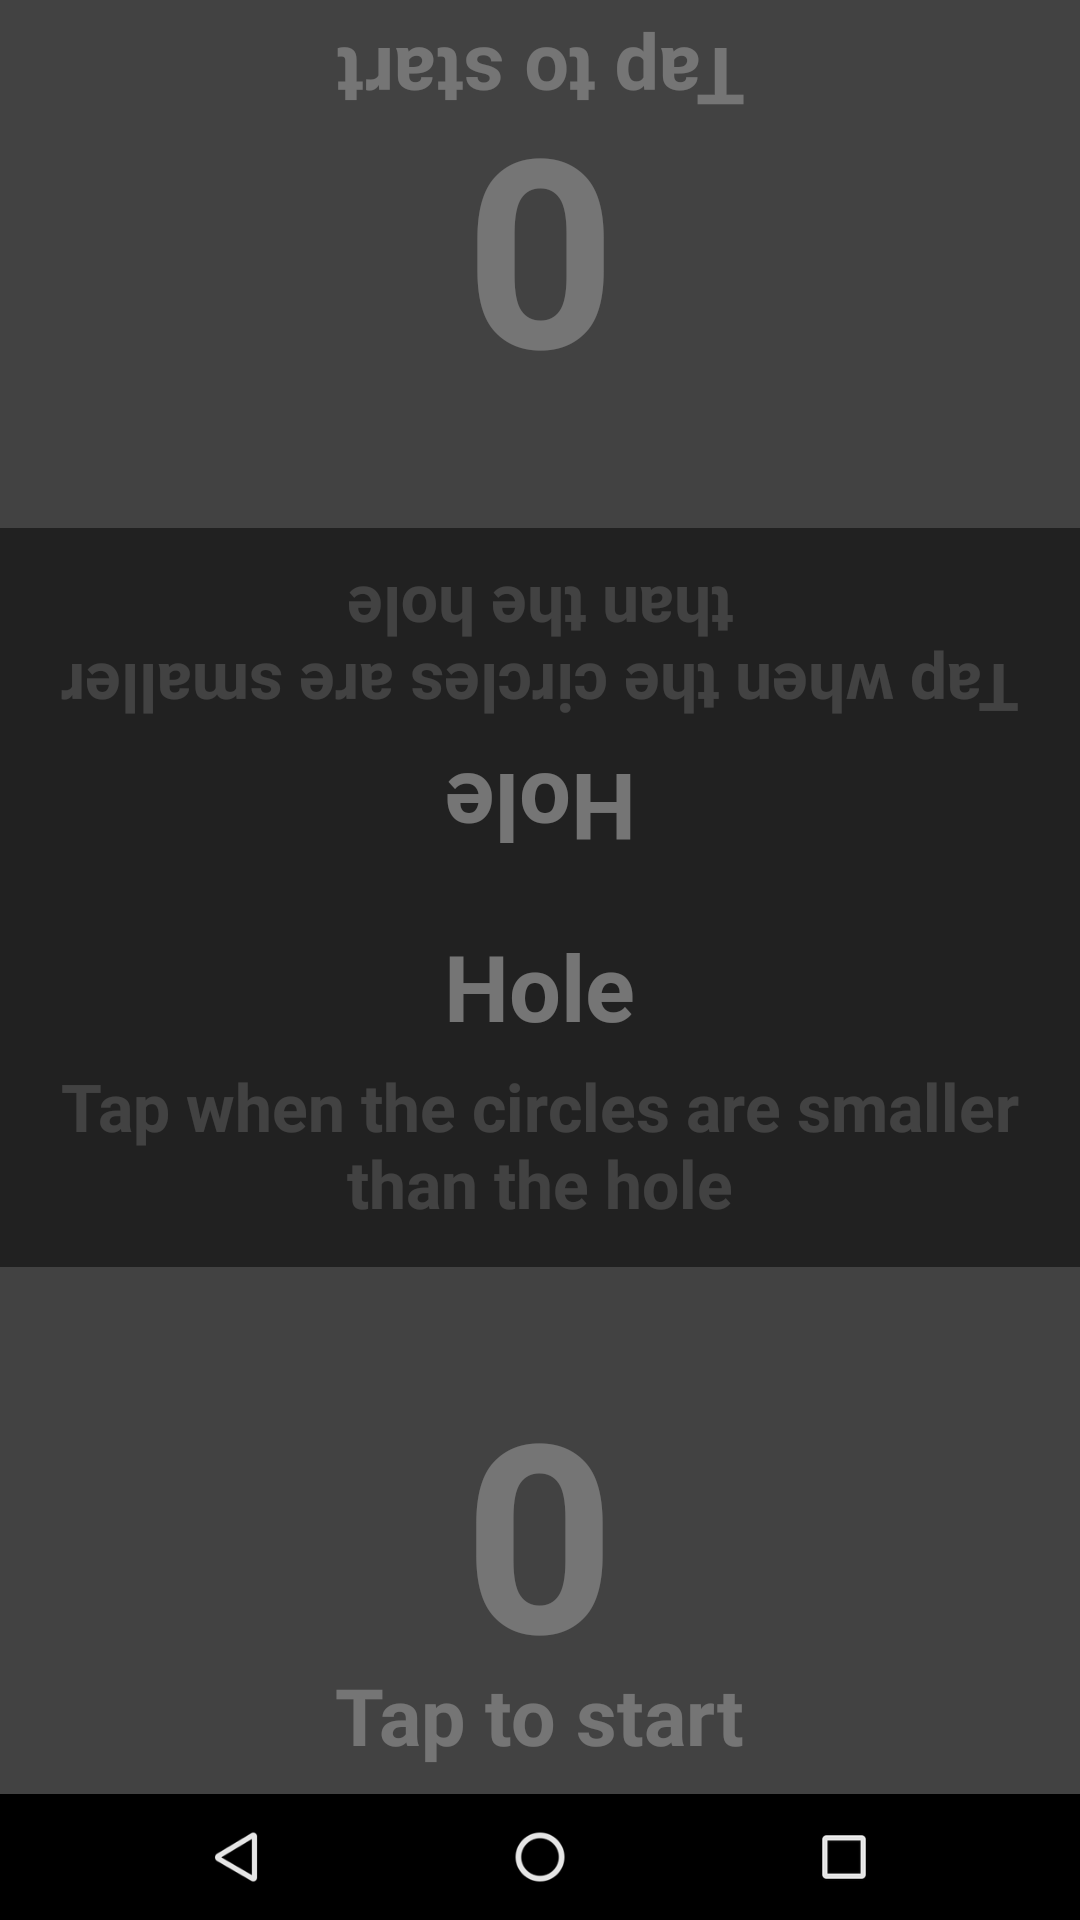 Tap to start
0
Tap when the circles are smaller
than the hole
Hole
Hole
Tap when the circles are smaller
than the hole
0
Tap to start